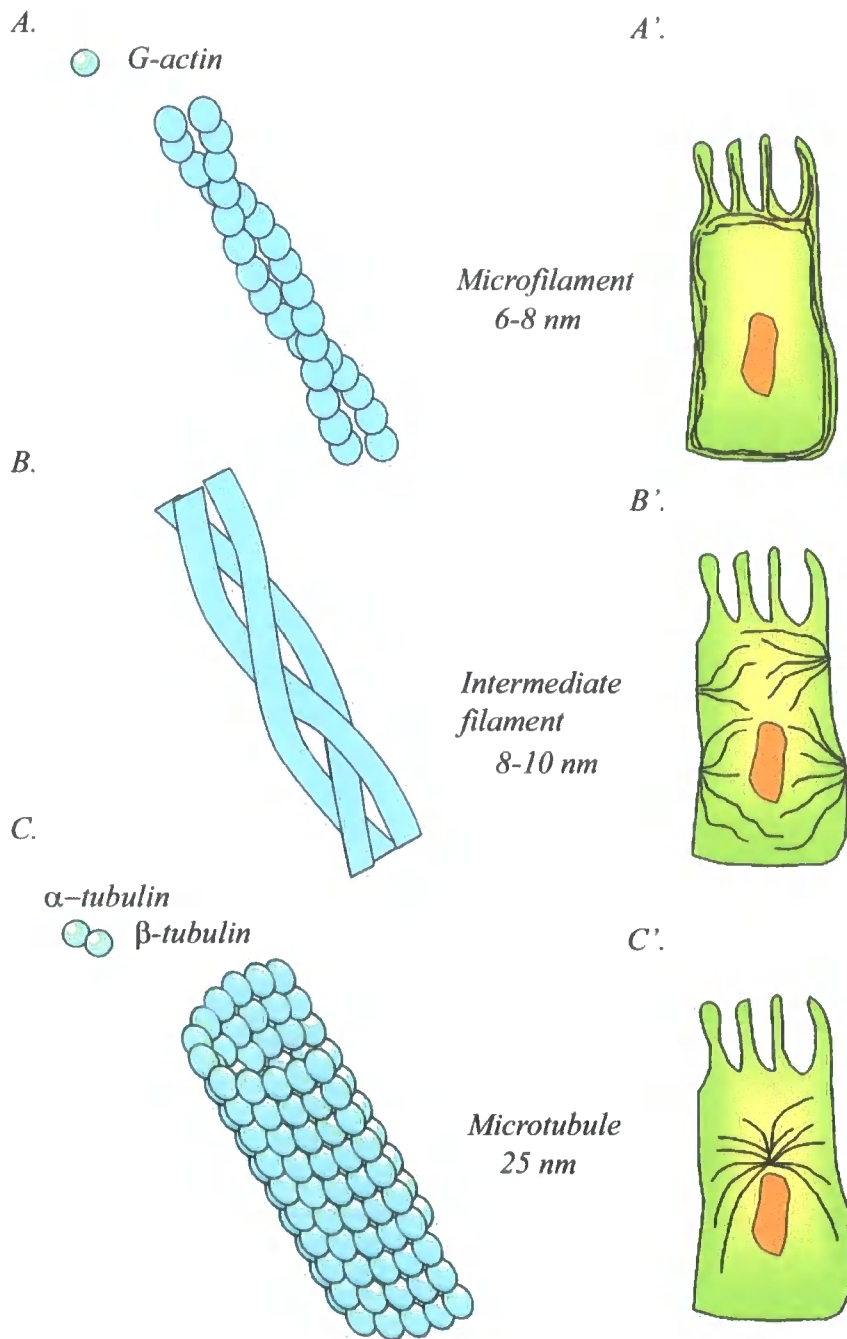 A.
G-actin
A'.
Microfilament
6-8 nm
B.
B'.
Intermediate
filament
8-10 nm
C.
α–tubulin
β-tubulin
C'.
Microtubule
25 nm